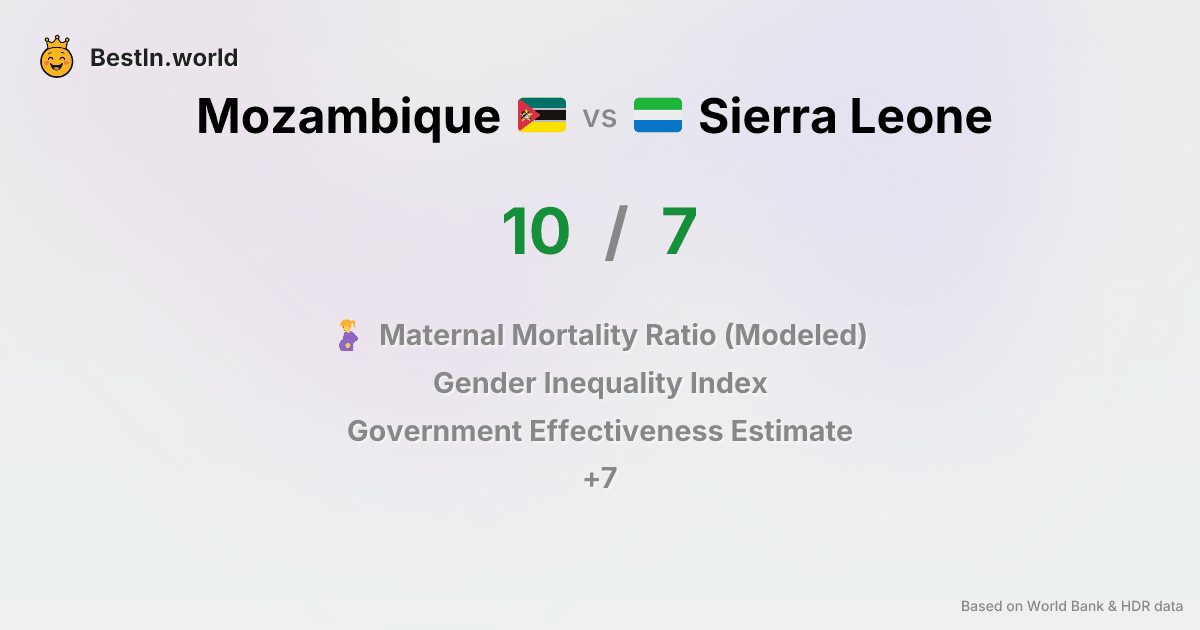 BestIn.world
Mozambique vs Sierra Leone
10 / 7
Maternal Mortality Ratio (Modeled)
Gender Inequality Index
Government Effectiveness Estimate
+7
Based on World Bank & HDR data